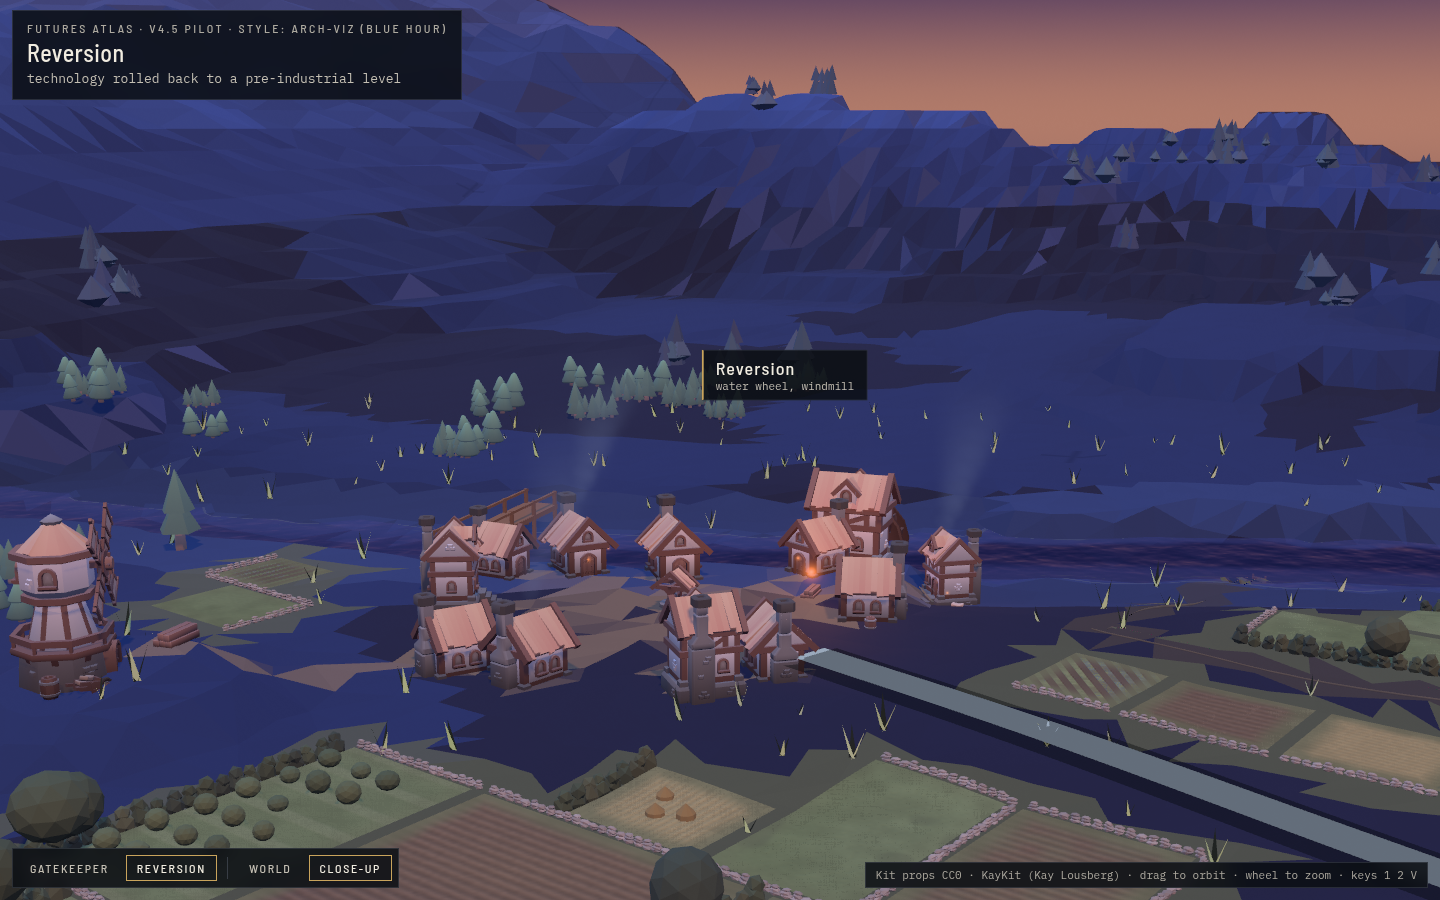 FUTURES ATLAS · V4.5 PILOT · STYLE: ARCH-VIZ (BLUE HOUR)
Reversion
technology rolled back to a pre-industrial level
Reversion
water wheel, windmill
GATEKEEPER REVERSION WORLD CLOSE-UP
Kit props CC0 · KayKit (Kay Lousberg) · drag to orbit · wheel to zoom · keys 1 2 V